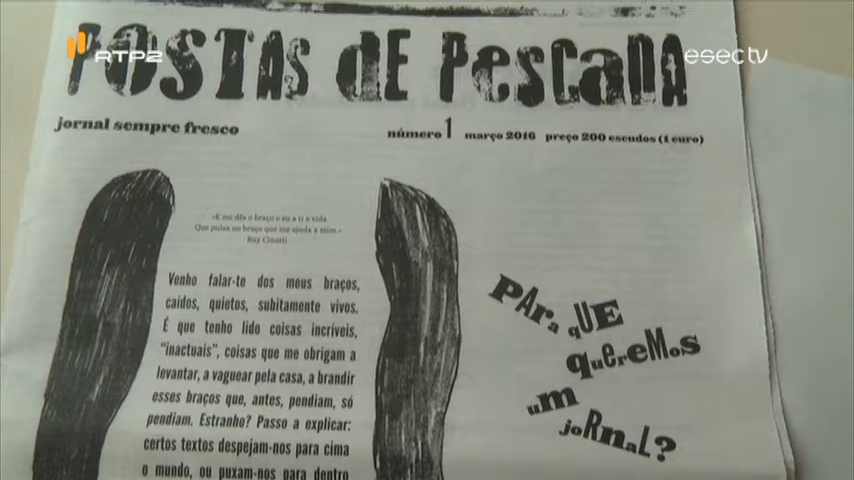 POSTAS dE PescaDA
RTP2
esectv
jornal sempre fresco
número 1 março 2016 preço 200 escudos (1 euro)
«E me dês o braço e eu a ti a vida
Que pulsa no braço que me ajuda a mim.»
Ruy Cinatti
Venho falar-te dos meus braços,
caídos, quietos, subitamente vivos.
É que tenho lido coisas incríveis,
"inactuais", coisas que me obrigam a
levantar, a vaguear pela casa, a brandir
esses braços que, antes, pendiam, só
pendiam. Estranho? Passo a explicar:
certos textos despejam-nos para cima
o mundo, ou puxam-nos para dentro
PAra qUE
quereMos
um
joRnaL?